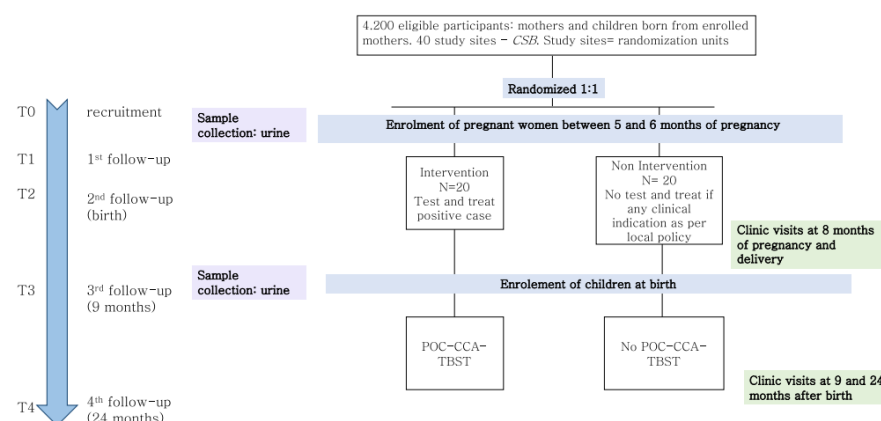 4.200 eligible participants: mothers and children born from enrolled
mothers. 40 study sites – CSB. Study sites= randomization units
Randomized 1:1
T0
recruitment
Sample
collection: urine
Enrolment of pregnant women between 5 and 6 months of pregnancy
T1
1st follow-up
Intervention
N=20
Test and treat
positive case
Non Intervention
N= 20
No test and treat if
any clinical
indication as per
local policy
T2
2nd follow-up
(birth)
Clinic visits at 8 months
of pregnancy and
delivery
T3
3rd follow-up
(9 months)
Sample
collection: urine
Enrolement of children at birth
POC-CCA-
TBST
No POC-CCA-
TBST
Clinic visits at 9 and 24
months after birth
T4
4th follow-up
(24 months)